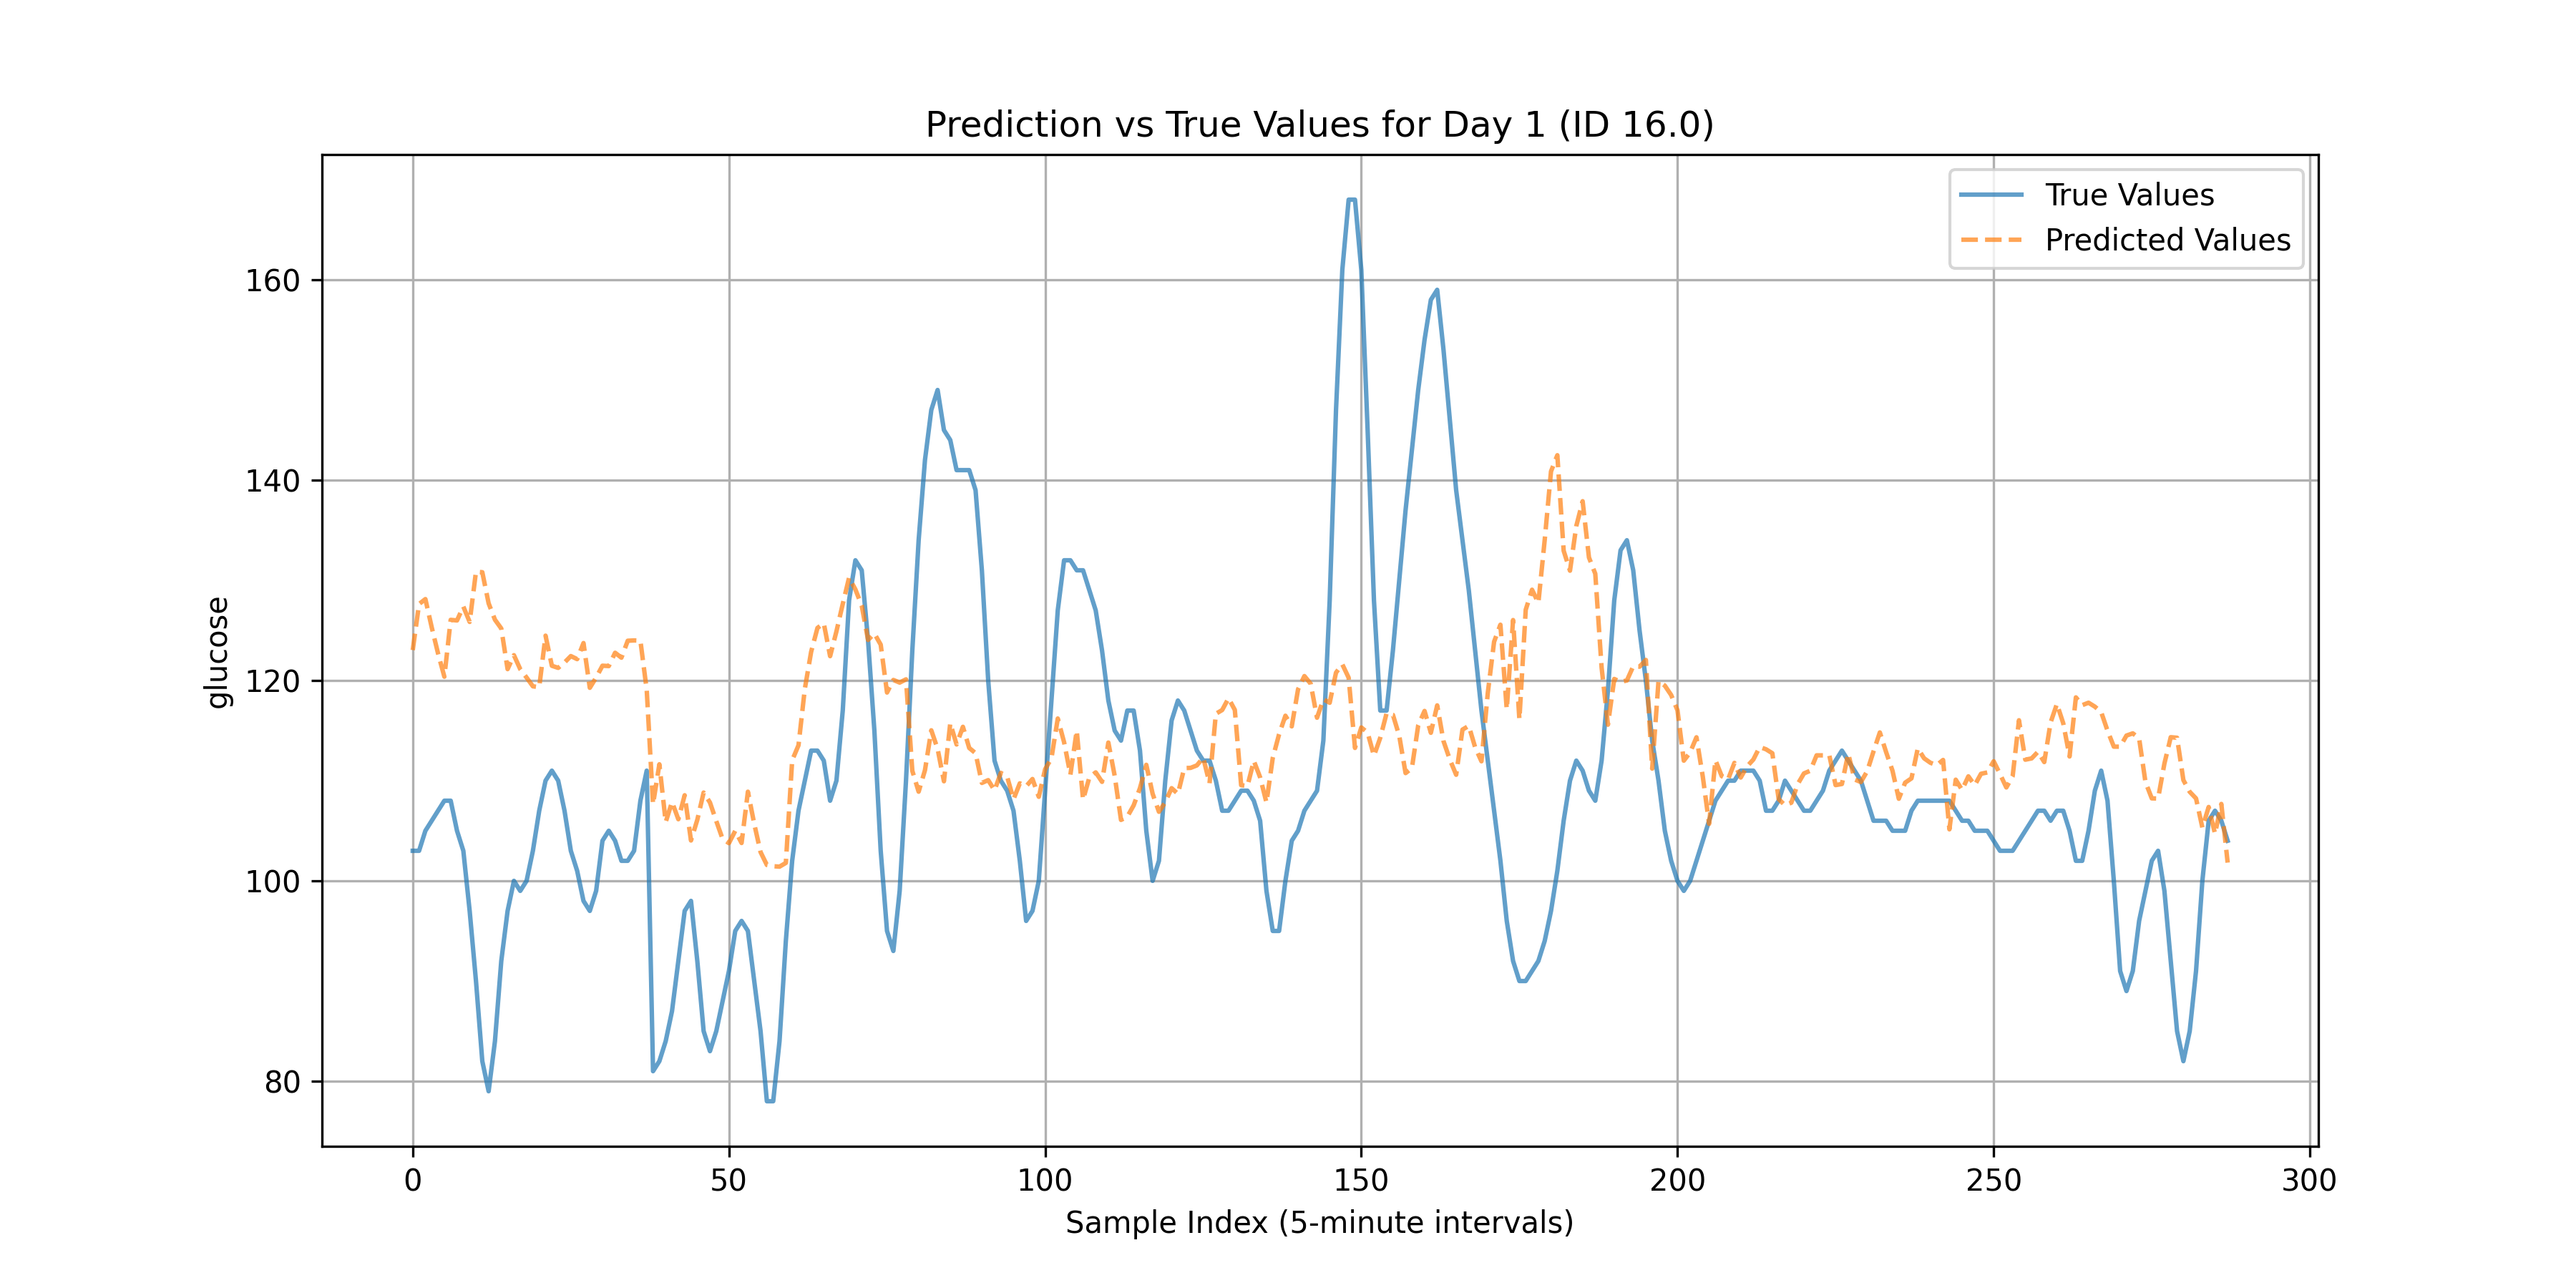 Prediction vs True Values for Day 1 (ID 16.0)
True Values
Predicted Values
glucose
160
140
120
100
80
0 50 100 150 200 250 300
Sample Index (5-minute intervals)